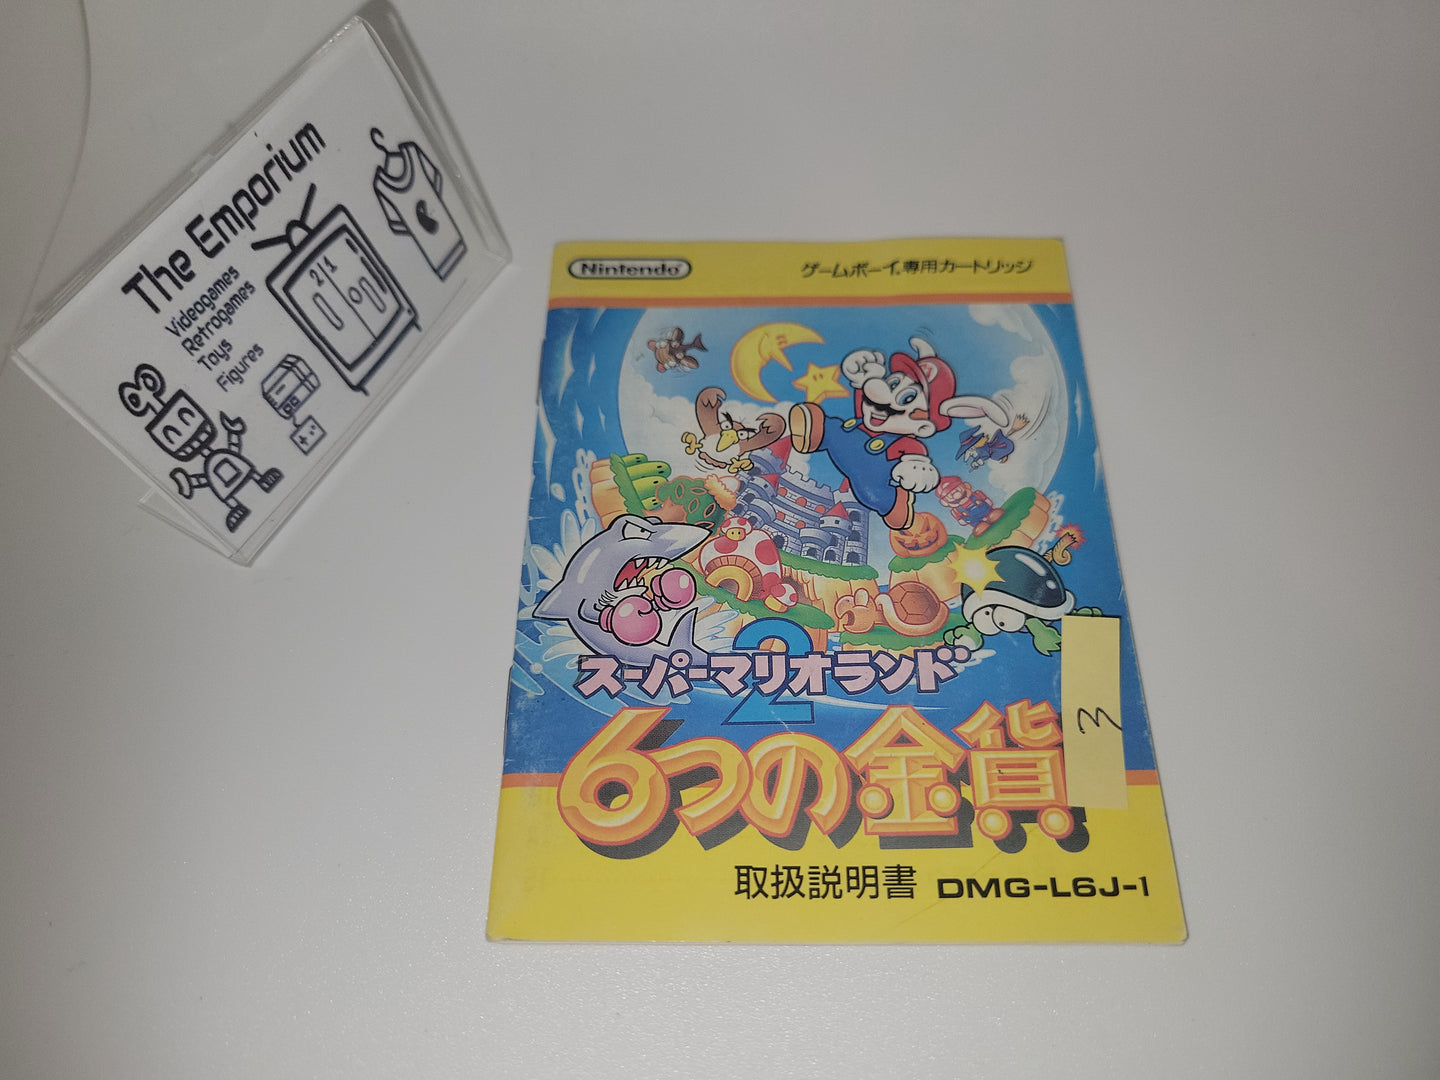 The Emporium
Videogames
Retrogames
Toys
Figures
21
Nintendo
ゲームボーイ専用カートリッジ
M
2
スーパーマリオランド
6つの金貨
3
取扱説明書 DMG-L6J-1